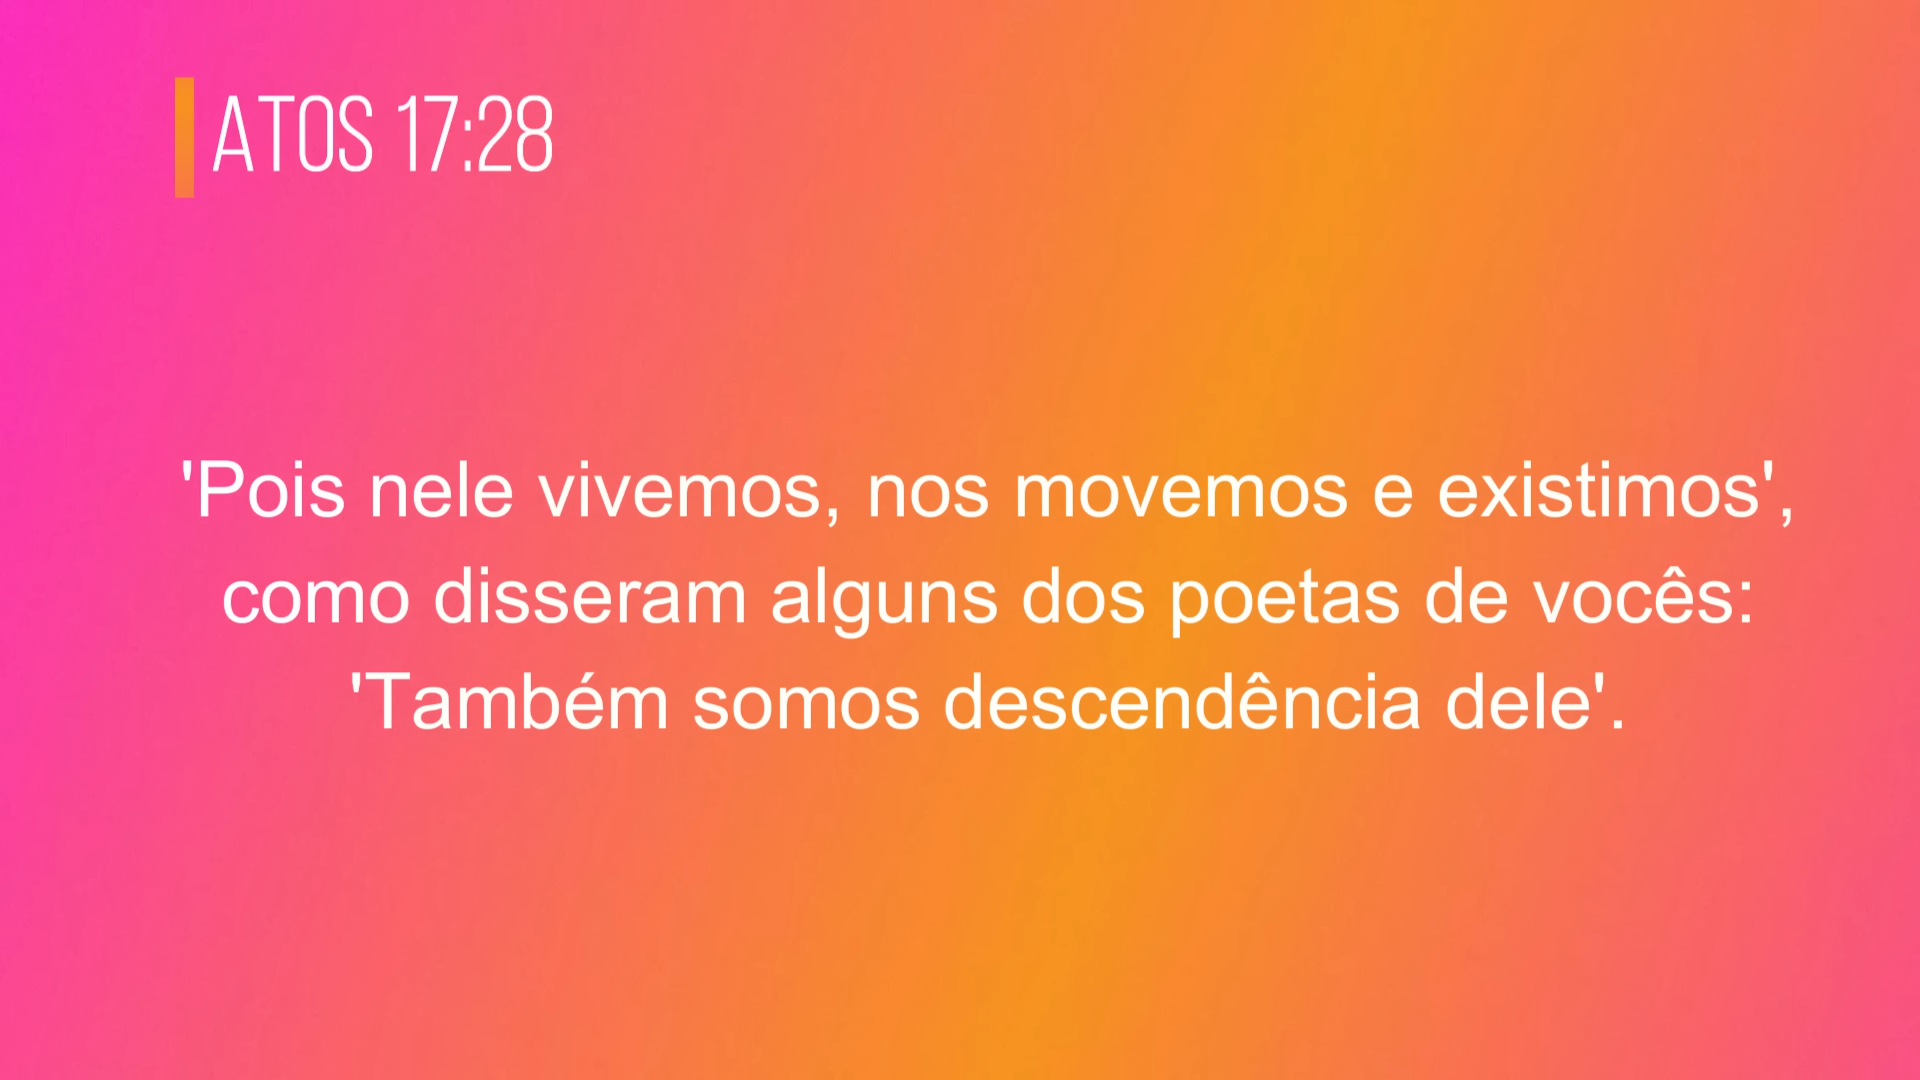 ATOS 17:28
'Pois nele vivemos, nos movemos e existimos',
como disseram alguns dos poetas de vocês:
'Também somos descendência dele'.